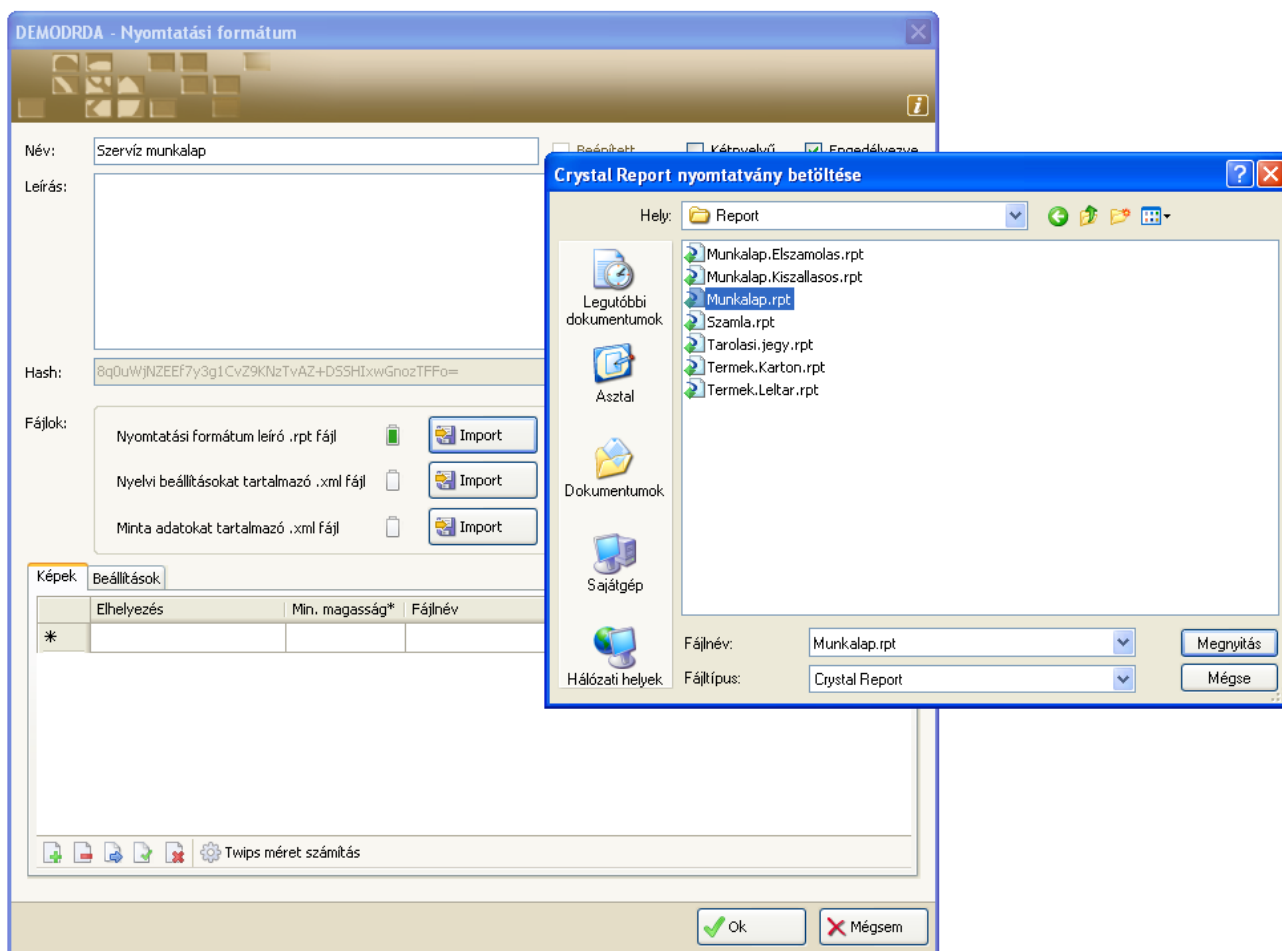 DEMODRDA - Nyomtatási formátum
Név:
Szervíz munkalap
Beépített
Kétnyelvű
Engedélyezve
Leírás:
Hash:
8q0uWjNZEEf7y3g1CvZ9KNzTvAZ+DSSHIxwGnozTFFo=
Fájlok:
Nyomtatási formátum leíró .rpt fájl
Import
Nyelvi beállításokat tartalmazó .xml fájl
Import
Minta adatokat tartalmazó .xml fájl
Import
Képek
Beállítások
Elhelyezés
Min. magasság*
Fájlnév
Twips méret számítás
Ok
Mégsem
Crystal Report nyomtatvány betöltése
Hely:
Report
Legutóbbi
dokumentumok
Asztal
Dokumentumok
Sajátgép
Hálózati helyek
Munkalap.Elszamolas.rpt
Munkalap.Kiszallasos.rpt
Munkalap.rpt
Szamla.rpt
Tarolasi.jegy.rpt
Termek.Karton.rpt
Termek.Leltar.rpt
Fájlnév:
Munkalap.rpt
Megnyitás
Fájltípus:
Crystal Report
Mégse